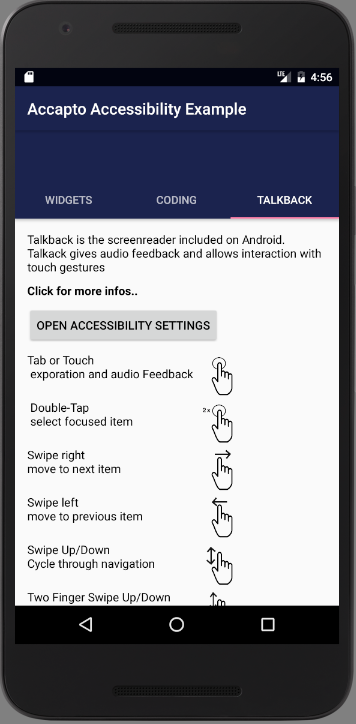 LTE 4:56
Accapto Accessibility Example
WIDGETS CODING TALKBACK
Talkback is the screenreader included on Android.
Talkack gives audio feedback and allows interaction with
touch gestures
Click for more infos..
OPEN ACCESSIBILITY SETTINGS
Tab or Touch
exporation and audio Feedback
Double-Tap
select focused item
2x
Swipe right
move to next item
Swipe left
move to previous item
Swipe Up/Down
Cycle through navigation
Two Finger Swipe Up/Down